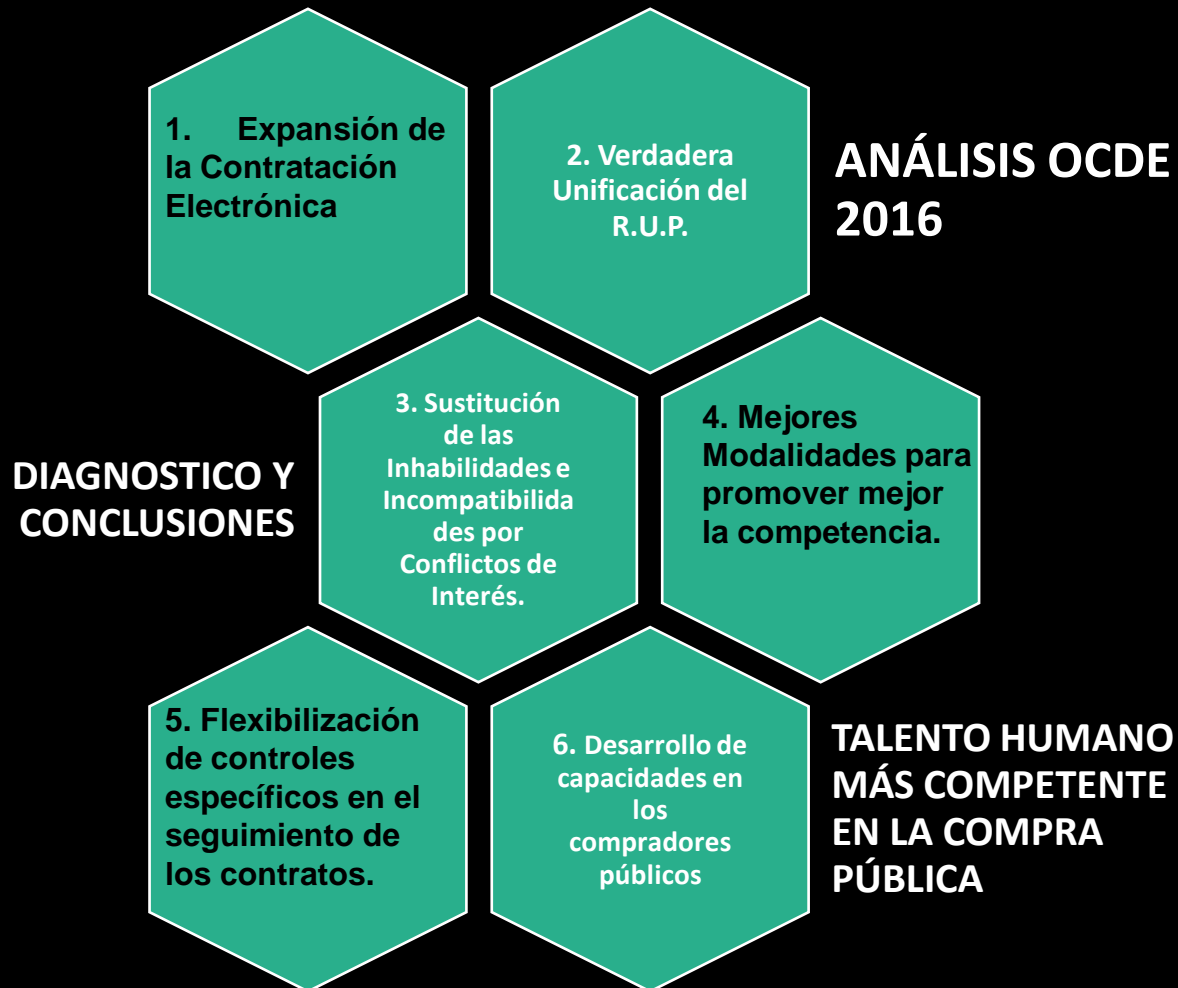 1. Expansión de
la Contratación
Electrónica
2. Verdadera
Unificación del
R.U.P.
ANÁLISIS OCDE
2016
DIAGNOSTICO Y
CONCLUSIONES
3. Sustitución
de las
Inhabilidades e
Incompatibilida
des por
Conflictos de
Interés.
4. Mejores
Modalidades para
promover mejor
la competencia.
5. Flexibilización
de controles
específicos en el
seguimiento de
los contratos.
6. Desarrollo de
capacidades en
los
compradores
públicos
TALENTO HUMANO
MÁS COMPETENTE
EN LA COMPRA
PÚBLICA